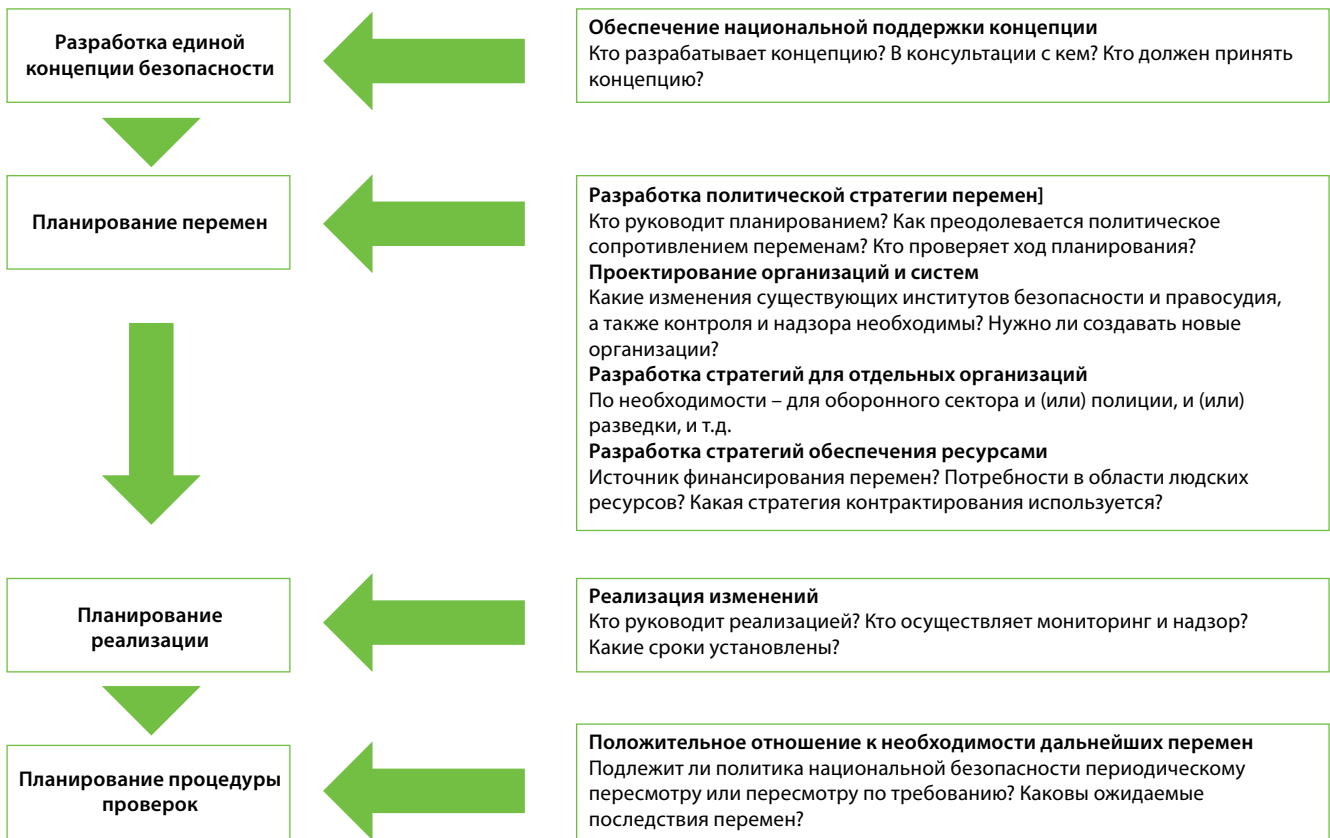 Разработка единой
концепции безопасности
Обеспечение национальной поддержки концепции
Кто разрабатывает концепцию? В консультации с кем? Кто должен принять
концепцию?
Планирование перемен
Разработка политической стратегии перемен]
Кто руководит планированием? Как преодолевается политическое
сопротивлением переменам? Кто проверяет ход планирования?
Проектирование организаций и систем
Какие изменения существующих институтов безопасности и правосудия,
а также контроля и надзора необходимы? Нужно ли создавать новые
организации?
Разработка стратегий для отдельных организаций
По необходимости – для оборонного сектора и (или) полиции, и (или)
разведки, и т.д.
Разработка стратегий обеспечения ресурсами
Источник финансирования перемен? Потребности в области людских
ресурсов? Какая стратегия контрактирования используется?
Планирование
реализации
Реализация изменений
Кто руководит реализацией? Кто осуществляет мониторинг и надзор?
Какие сроки установлены?
Планирование процедуры
проверок
Положительное отношение к необходимости дальнейших перемен
Подлежит ли политика национальной безопасности периодическому
пересмотру или пересмотру по требованию? Каковы ожидаемые
последствия перемен?